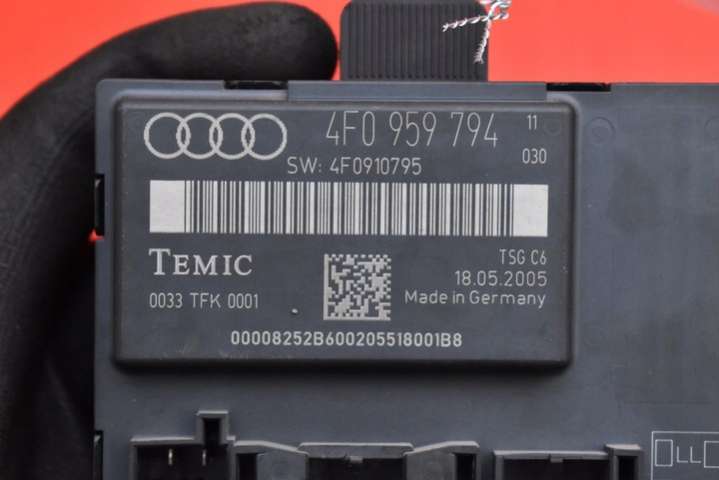 4F0 959 794 11
030
SW: 4F0910795
TEMIC
TSG C6
18.05.2005
0033 TFK 0001
Made in Germany
00008252B600205518001B8